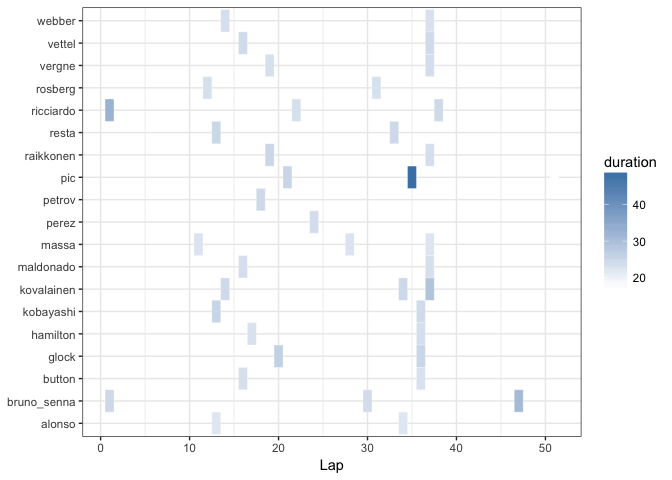 webber
vettel
vergne
rosberg
ricciardo
resta
raikkonen
pic
petrov
perez
massa
maldonado
kovalainen
kobayashi
hamilton
glock
button
bruno_senna
alonso
0 10 20 30 40 50
Lap
duration
40
30
20